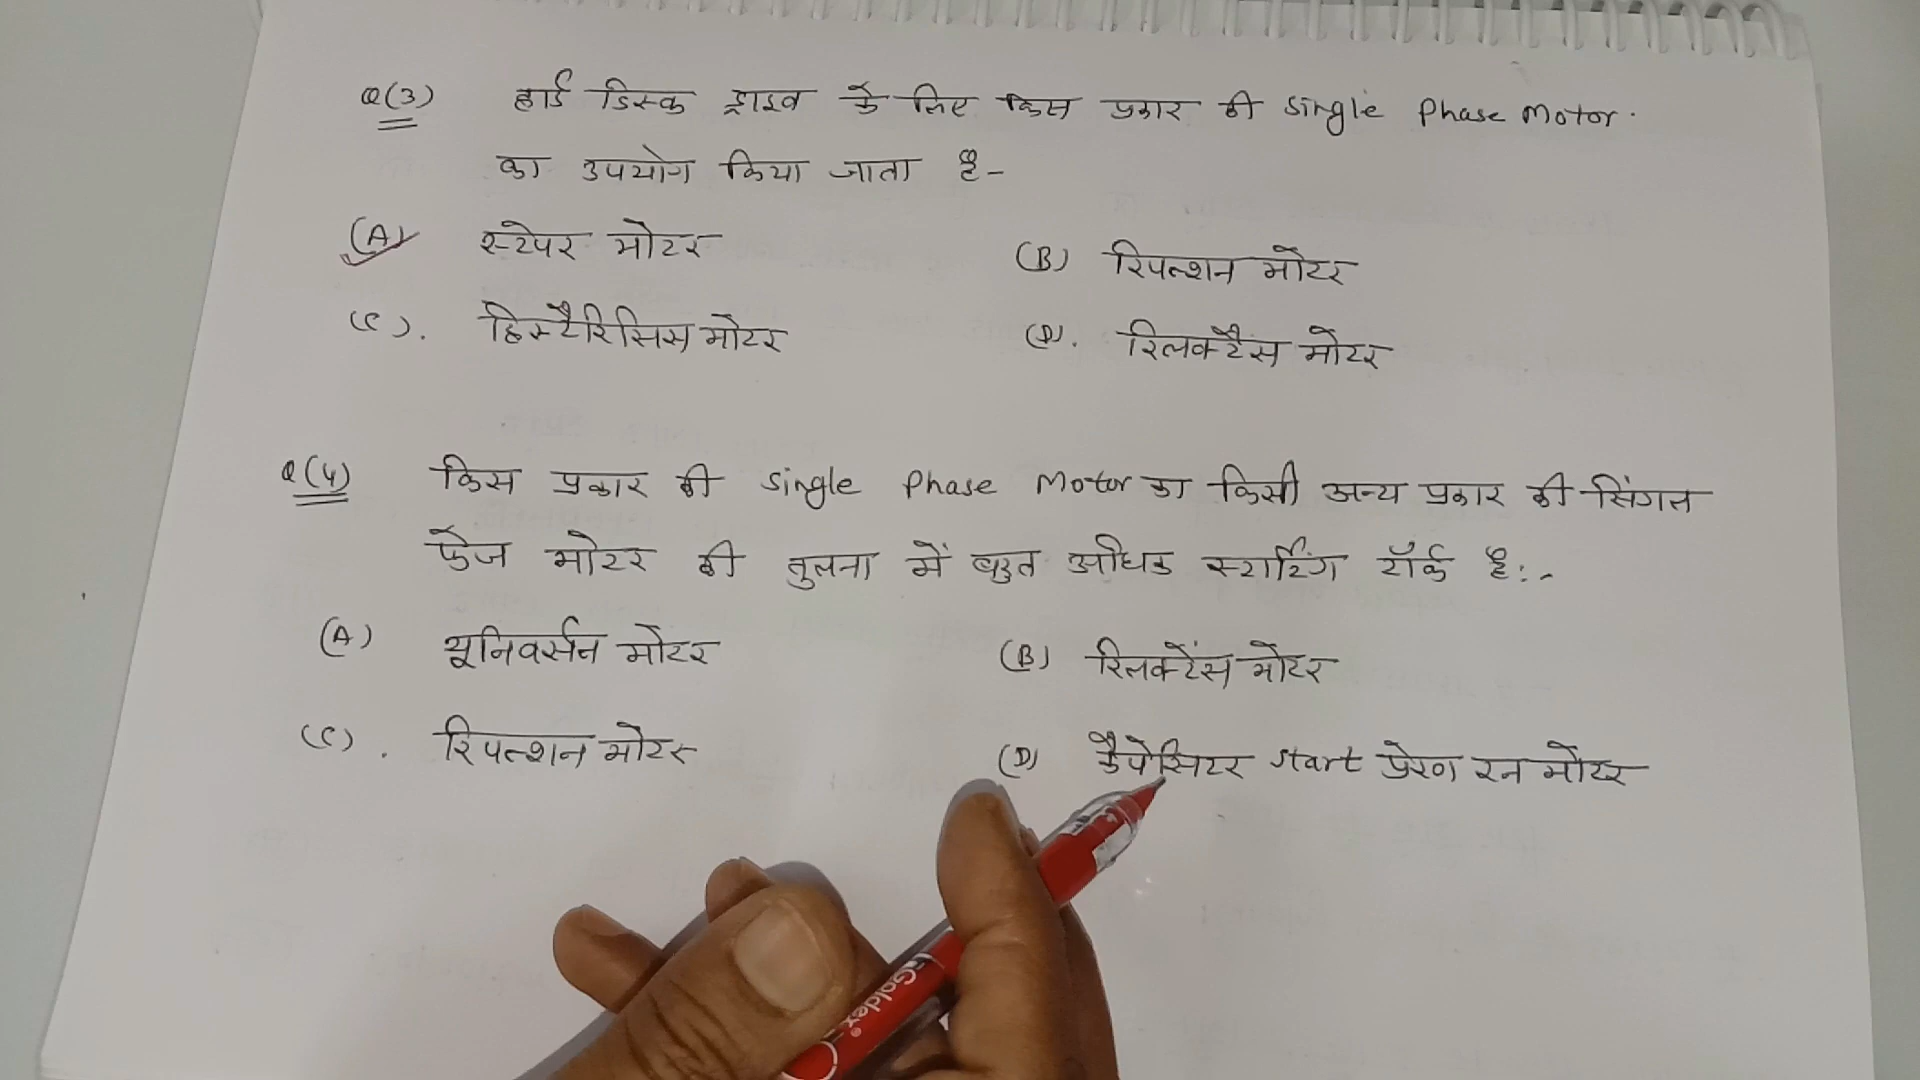 Q(3) हार्ड डिस्क ड्राइव के लिए किस प्रकार की single Phase Motor.
का उपयोग किया जाता है-
(A) स्टेपर मोटर (B) रिपल्शन मोटर
(C). हिस्टैरिसिस मोटर (D). रिलक्टैंस मोटर
Q(4) किस प्रकार की single Phase Motor का किसी अन्य प्रकार की सिंगल
फेज मोटर की तुलना में बहुत अधिक स्टार्टिंग टॉर्क है:-
(A) यूनिवर्सल मोटर (B) रिलक्टेंस मोटर
(C). रिपल्शन मोटर (D) कैपेसिटर start प्रेरण रन मोटर
Goldex®